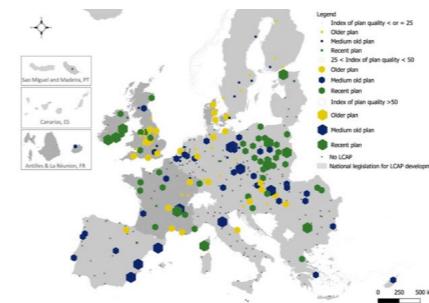 Legend
Index of plan quality < or = 25
Older plan
Medium old plan
Recent plan
25 < Index of plan quality < 50
Older plan
Medium old plan
Recent plan
Index of plan quality >50
Older plan
Medium old plan
Recent plan
No LCAP
National legislation for LCAP developm
San Miguel and Madeira, PT
Canarias, ES
Antilles & La Réunion, FR
0 250 500 k